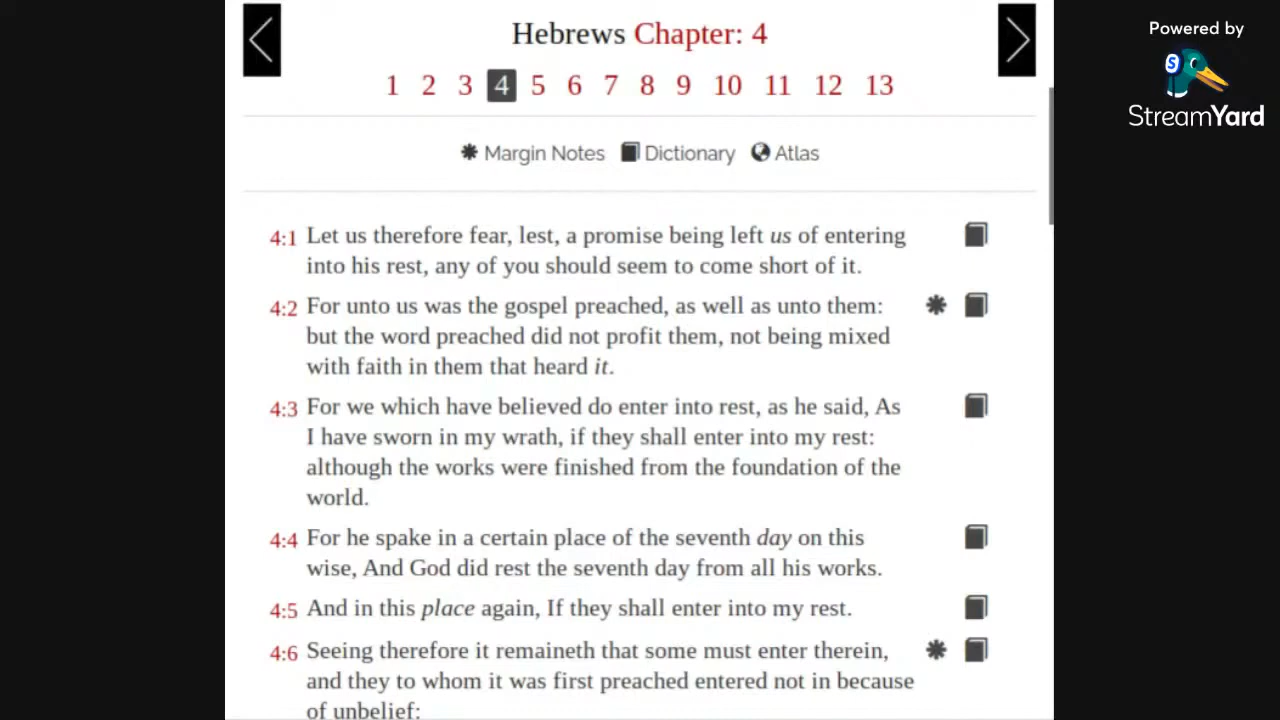 Hebrews Chapter: 4
1 2 3 4 5 6 7 8 9 10 11 12 13
Margin Notes Dictionary Atlas
4:1 Let us therefore fear, lest, a promise being left us of entering
into his rest, any of you should seem to come short of it.
4:2 For unto us was the gospel preached, as well as unto them:
but the word preached did not profit them, not being mixed
with faith in them that heard it.
4:3 For we which have believed do enter into rest, as he said, As
I have sworn in my wrath, if they shall enter into my rest:
although the works were finished from the foundation of the
world.
4:4 For he spake in a certain place of the seventh day on this
wise, And God did rest the seventh day from all his works.
4:5 And in this place again, If they shall enter into my rest.
4:6 Seeing therefore it remaineth that some must enter therein,
and they to whom it was first preached entered not in because
of unbelief:
Powered by
S
StreamYard